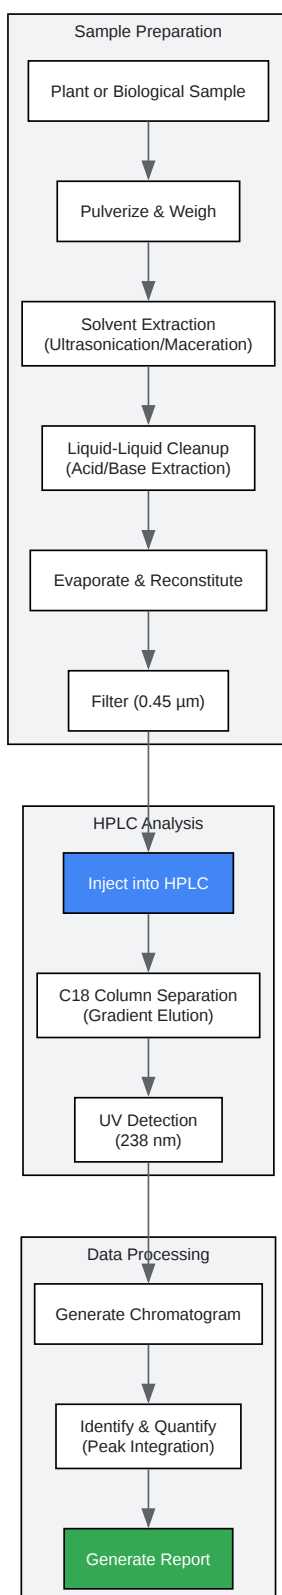 Sample Preparation
Plant or Biological Sample
Pulverize & Weigh
Solvent Extraction
(Ultrasonication/Maceration)
Liquid-Liquid Cleanup
(Acid/Base Extraction)
Evaporate & Reconstitute
Filter (0.45 µm)
HPLC Analysis
Inject into HPLC
C18 Column Separation
(Gradient Elution)
UV Detection
(238 nm)
Data Processing
Generate Chromatogram
Identify & Quantify
(Peak Integration)
Generate Report